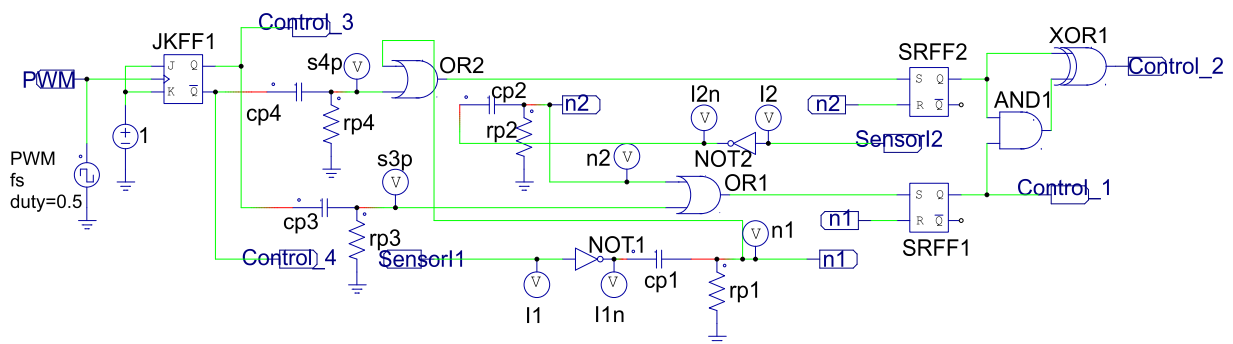 Control_3
JKFF1
XOR1
s4p
OR2
SRFF2
PWM
J Q
K Q
S Q
R Q
Control_2
cp4
rp4
cp2
n2
I2n
I2
n2
AND1
1
rp2
NOT2
SensorI2
PWM
fs
duty=0.5
s3p
n2
OR1
S Q
R Q
Control_1
cp3
rp3
n1
n1
SRFF1
Control_4
SensorI1
NOT1
n1
cp1
rp1
I1
I1n
V
V
V
V
V
V
V
V